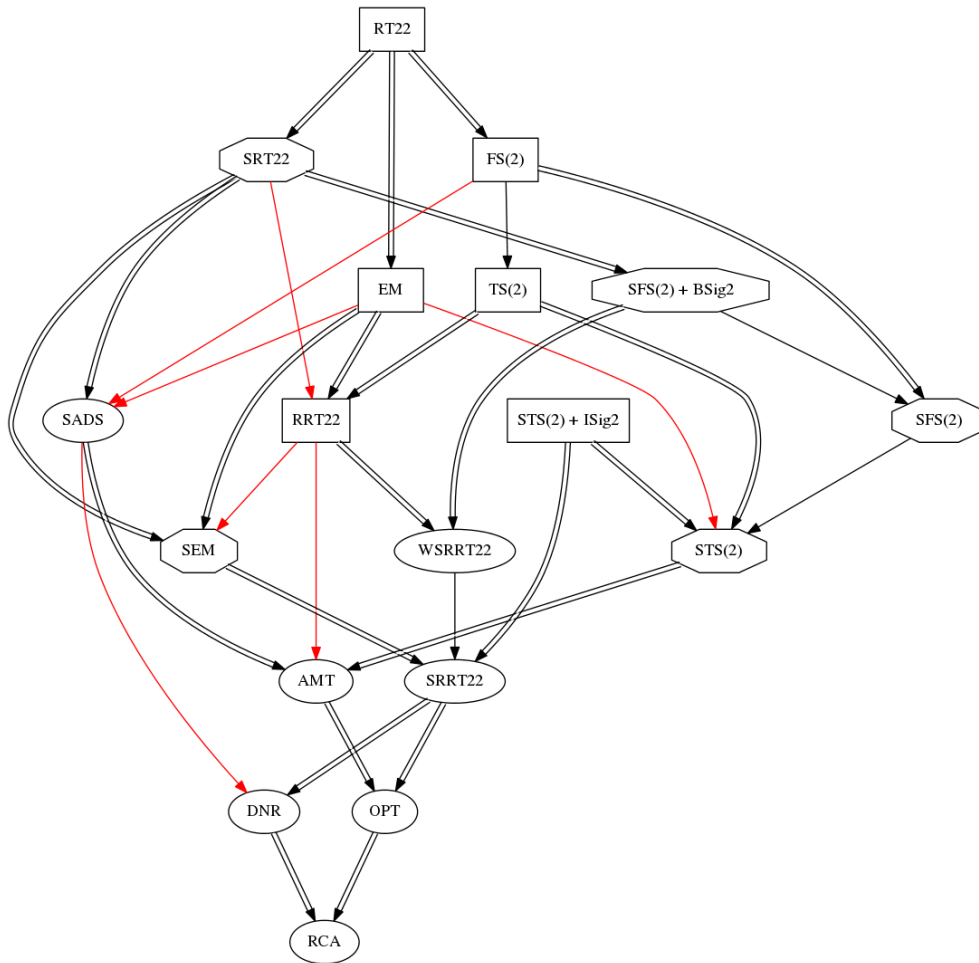 RT22
SRT22
FS(2)
EM
TS(2)
SFS(2) + BSig2
SADS
RRT22
STS(2) + ISig2
SFS(2)
SEM
WSRRT22
STS(2)
AMT
SRRT22
DNR
OPT
RCA